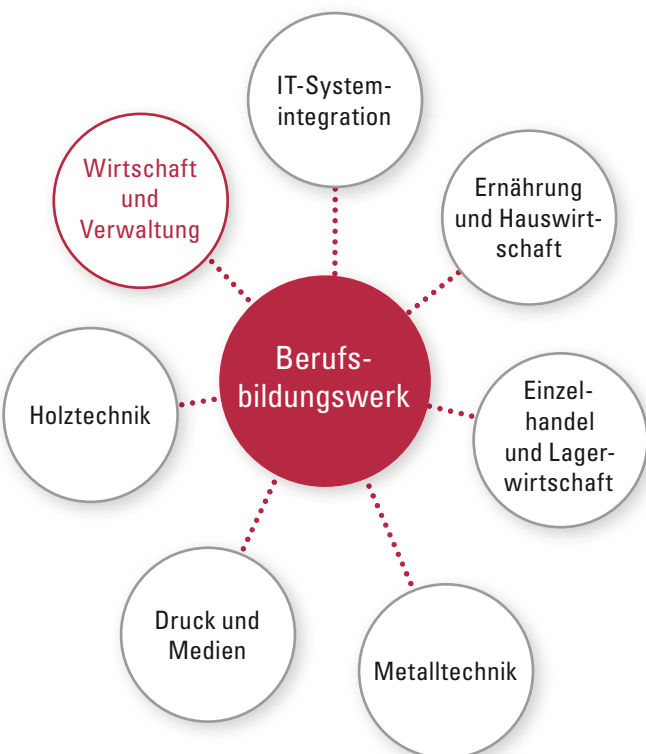 IT-System-
integration
Wirtschaft
und
Verwaltung
Ernährung
und Hauswirt-
schaft
Berufs-
bildungswerk
Holztechnik
Einzel-
handel
und Lager-
wirtschaft
Druck und
Medien
Metalltechnik